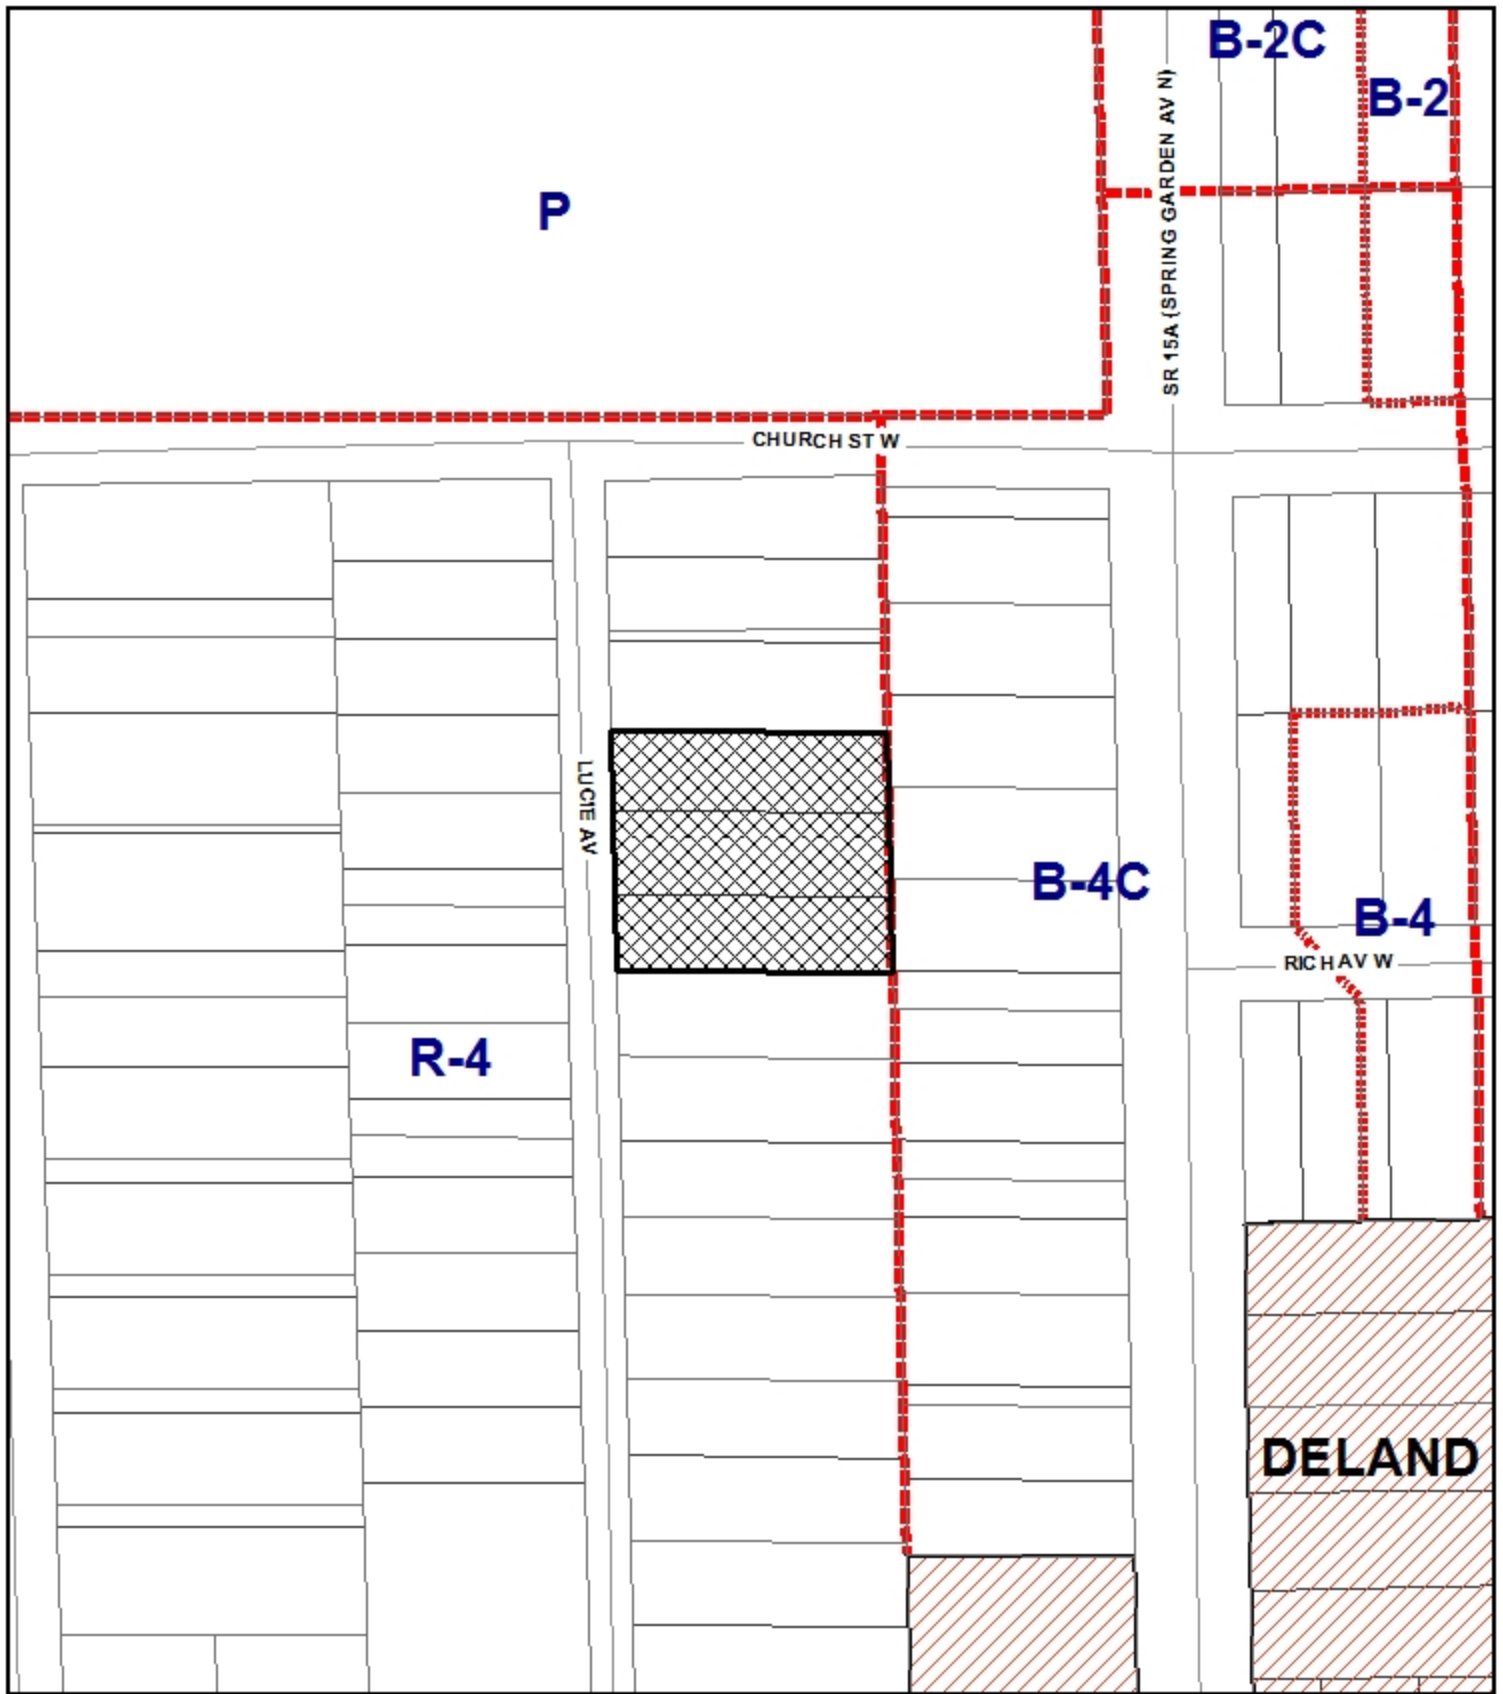 B-2C
B-2
P
SR 15A (SPRING GARDEN AV N)
CHURCH ST W
LUCIE AV
B-4C
B-4
RICH AV W
R-4
DELAND